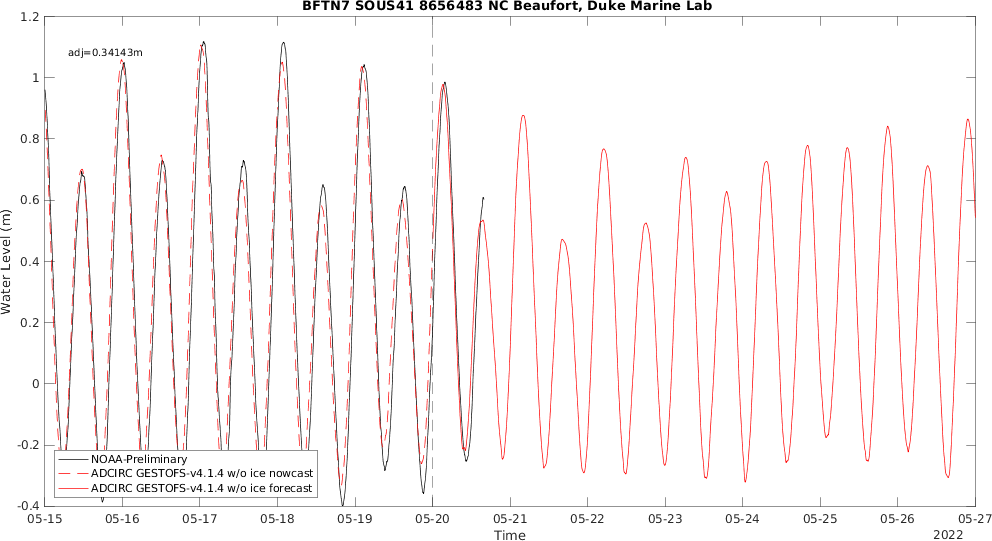 BFTN7 SOUS41 8656483 NC Beaufort, Duke Marine Lab
adj=0.34143m
1.2
1
0.8
0.6
0.4
0.2
0
-0.2
-0.4
Water Level (m)
NOAA-Preliminary
ADCIRC GESTOFS-v4.1.4 w/o ice nowcast
ADCIRC GESTOFS-v4.1.4 w/o ice forecast
05-15 05-16 05-17 05-18 05-19 05-20 05-21 05-22 05-23 05-24 05-25 05-26 05-27
Time
2022